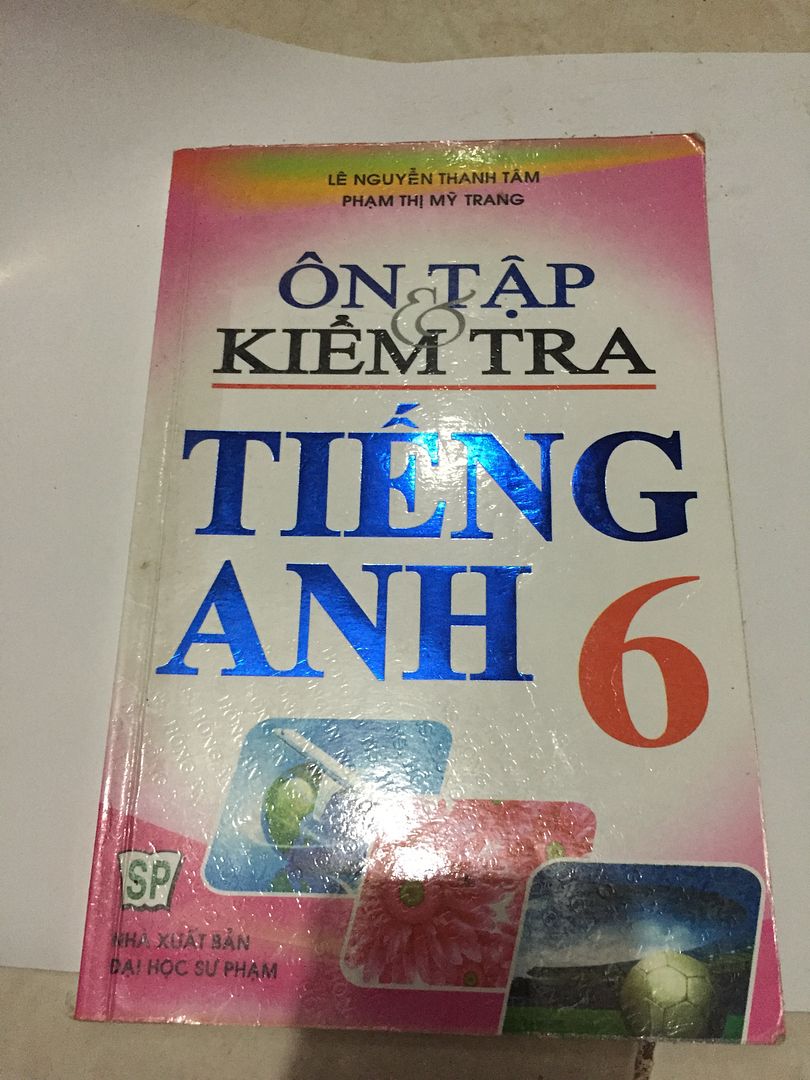 LÊ NGUYỄN THANH TÂM
PHẠM THỊ MỸ TRANG
ÔN TẬP
&
KIỂM TRA
TIẾNG
ANH 6
SP
NHÀ XUẤT BẢN
ĐẠI HỌC SƯ PHẠM